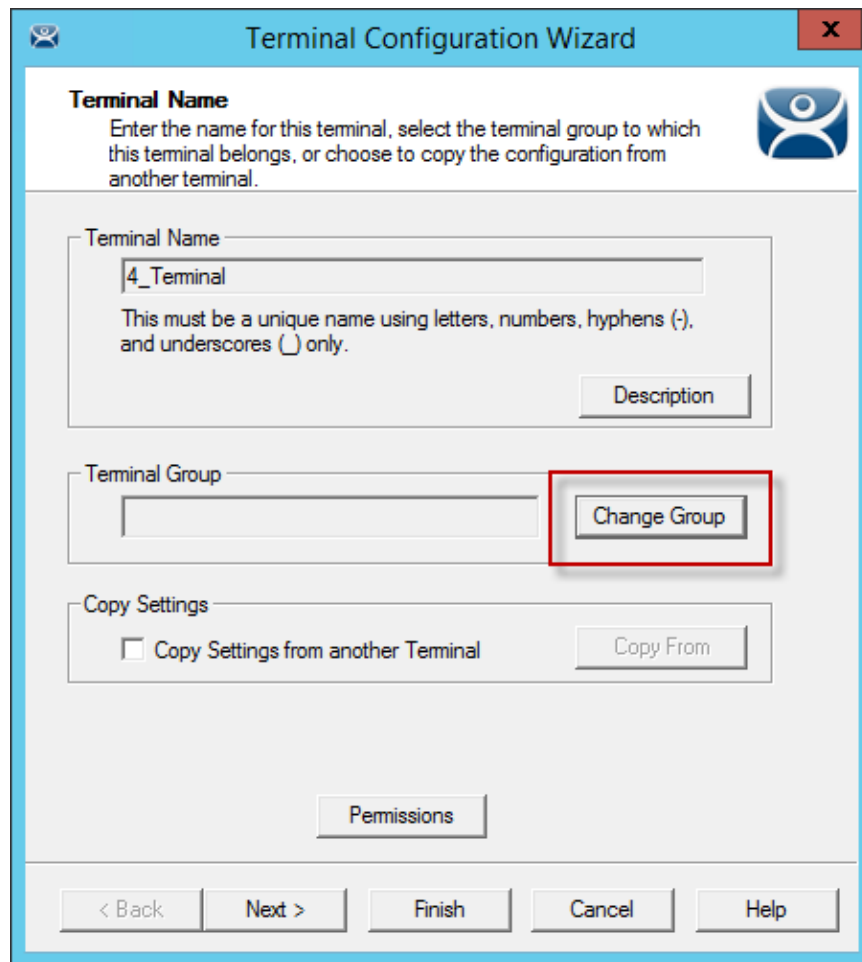 Terminal Configuration Wizard
x
Terminal Name
Enter the name for this terminal, select the terminal group to which
this terminal belongs, or choose to copy the configuration from
another terminal.
Terminal Name
4_Terminal
This must be a unique name using letters, numbers, hyphens (-),
and underscores (_) only.
Description
Terminal Group
Change Group
Copy Settings
Copy Settings from another Terminal
Copy From
Permissions
< Back Next > Finish Cancel Help